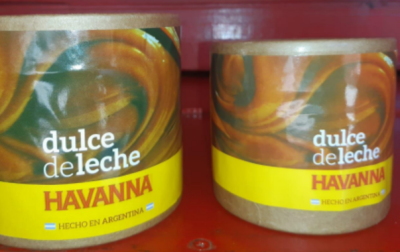 dulce
de leche
HAVANNA
HECHO EN ARGENTINA
dulce
de leche
HAVANNA
HECHO EN ARGENTINA